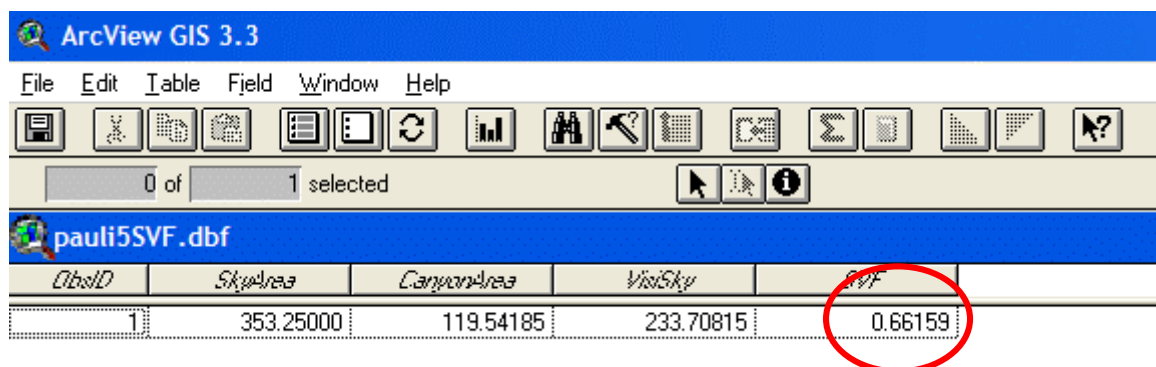 ArcView GIS 3.3
File Edit Table Field Window Help
0 of 1 selected
pauli5SVF.dbf
ObsID SkyArea CanyonArea VisiSky SVF
1 353.25000 119.54185 233.70815 0.66159